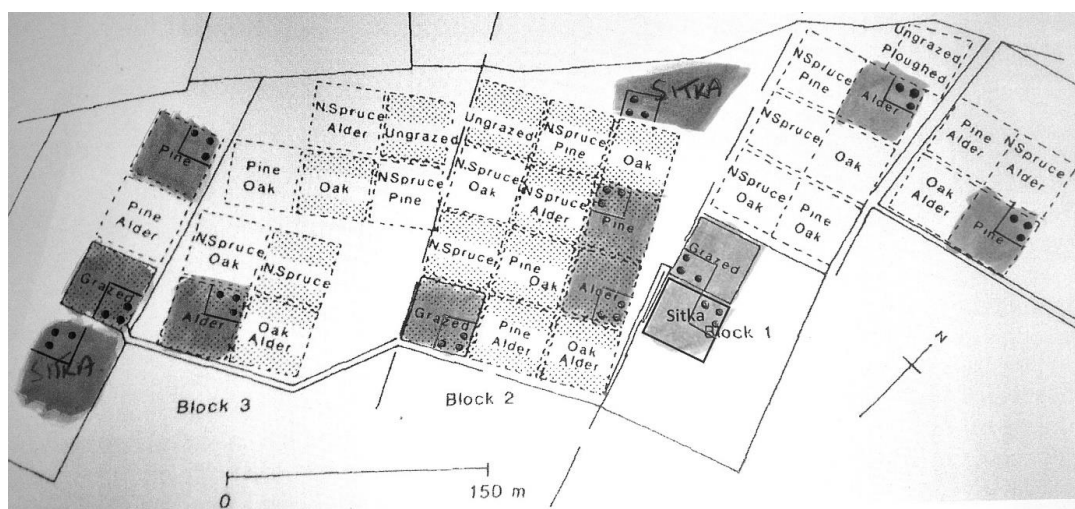 Ungrazed
Ploughed
SITKA
N.Spruce
Pine
Alder
N.Spruce
Alder
Ungrazed
Ungrazed
N.Spruce
Pine
Oak
N.Spruce
Oak
Pine
Alder
N.Spruce
Alder
Pine
Pine
Oak
Oak
N.Spruce
Pine
N.Spruce
Oak
N.Spruce
Alder
Pine
N.Spruce
Oak
Pine
Oak
Oak
Alder
Pine
Pine
Alder
N.Spruce
Oak
N.Spruce
N.Spruce
Pine
Oak
Alder
Grazed
Grazed
Alder
Oak
Alder
Grazed
Pine
Alder
Oak
Alder
Sitka
Block 1
SITKA
Block 3
Block 2
N
0
150 m